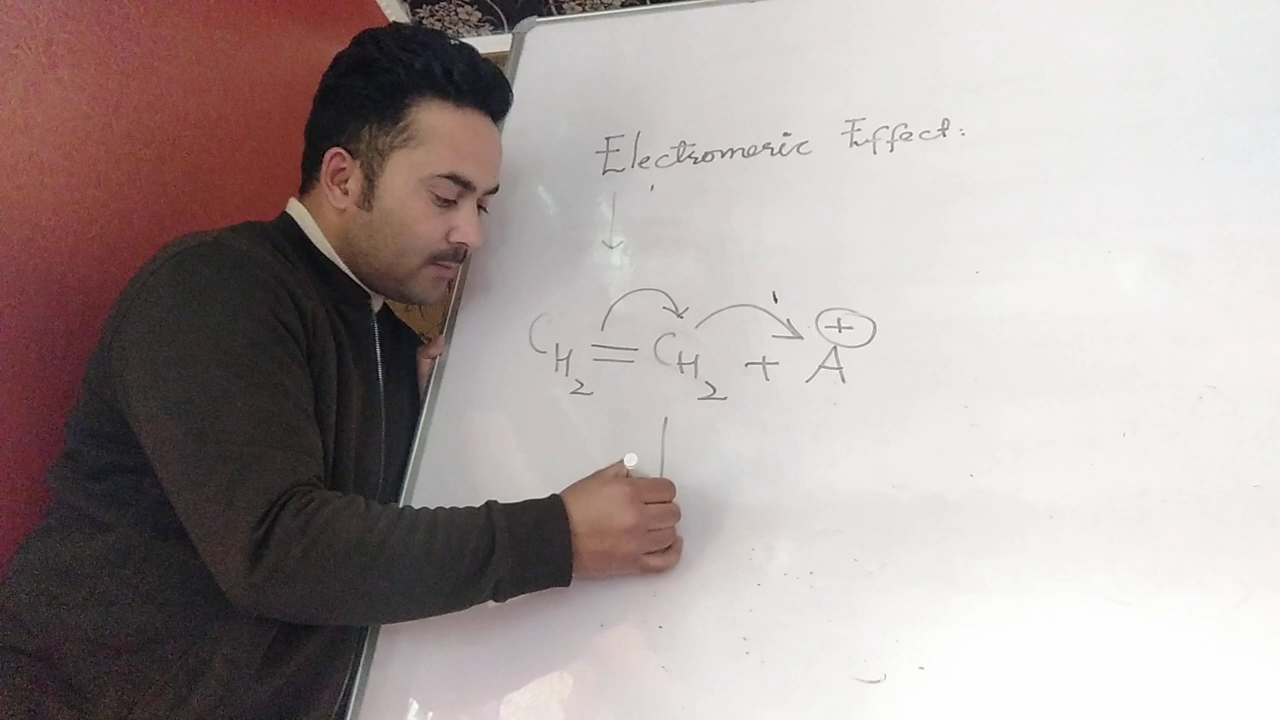 Electromeric Effect:
CH₂=CH₂ + A⊕